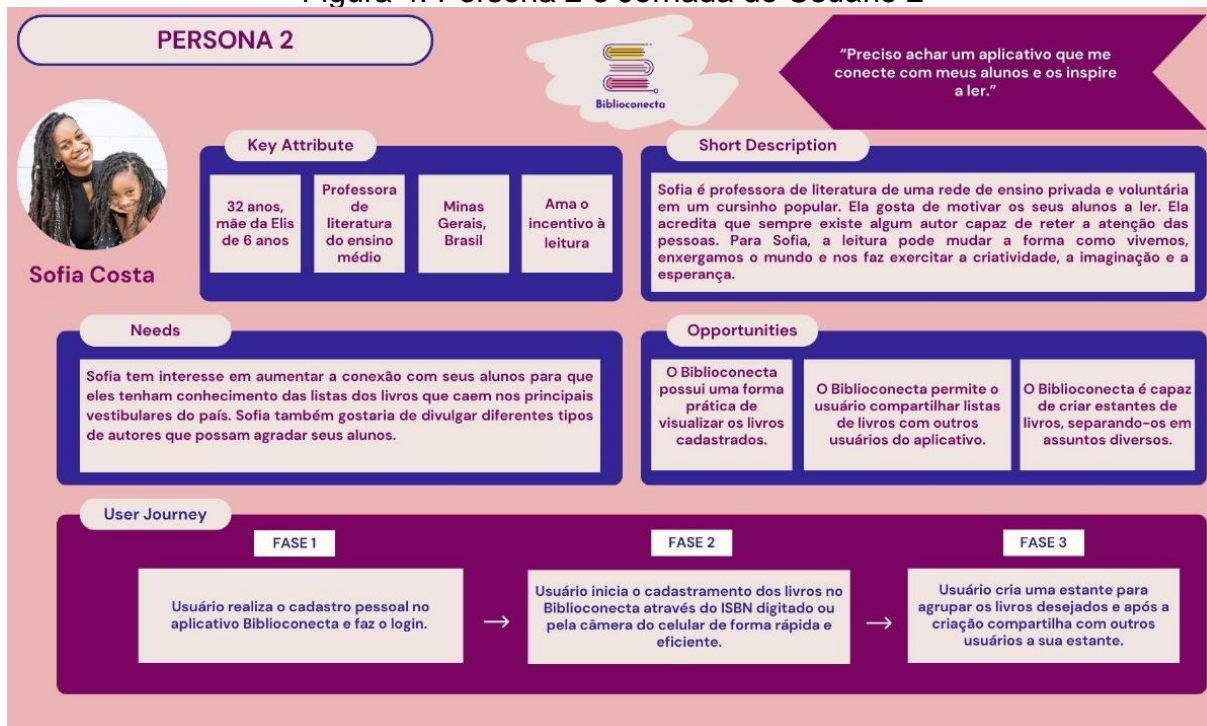 Figura 4: Persona 2 e Jornada do Usuário 2
PERSONA 2
Biblioconecta
"Preciso achar um aplicativo que me
conecte com meus alunos e os inspire
a ler."
Sofia Costa
Key Attribute
32 anos,
mãe da Elis
de 6 anos
Professora
de
literatura
do ensino
médio
Minas
Gerais,
Brasil
Ama o
incentivo à
leitura
Short Description
Sofia é professora de literatura de uma rede de ensino privada e voluntária
em um cursinho popular. Ela gosta de motivar os seus alunos a ler. Ela
acredita que sempre existe algum autor capaz de reter a atenção das
pessoas. Para Sofia, a leitura pode mudar a forma como vivemos,
enxergamos o mundo e nos faz exercitar a criatividade, a imaginação e a
esperança.
Needs
Sofia tem interesse em aumentar a conexão com seus alunos para que
eles tenham conhecimento das listas dos livros que caem nos principais
vestibulares do país. Sofia também gostaria de divulgar diferentes tipos
de autores que possam agradar seus alunos.
Opportunities
O Biblioconecta
possui uma forma
prática de
visualizar os livros
cadastrados.
O Biblioconecta permite o
usuário compartilhar listas
de livros com outros
usuários do aplicativo.
O Biblioconecta é capaz
de criar estantes de
livros, separando-os em
assuntos diversos.
User Journey
FASE 1
Usuário realiza o cadastro pessoal no
aplicativo Biblioconecta e faz o login.
FASE 2
Usuário inicia o cadastramento dos livros no
Biblioconecta através do ISBN digitado ou
pela câmera do celular de forma rápida e
eficiente.
FASE 3
Usuário cria uma estante para
agrupar os livros desejados e após a
criação compartilha com outros
usuários a sua estante.